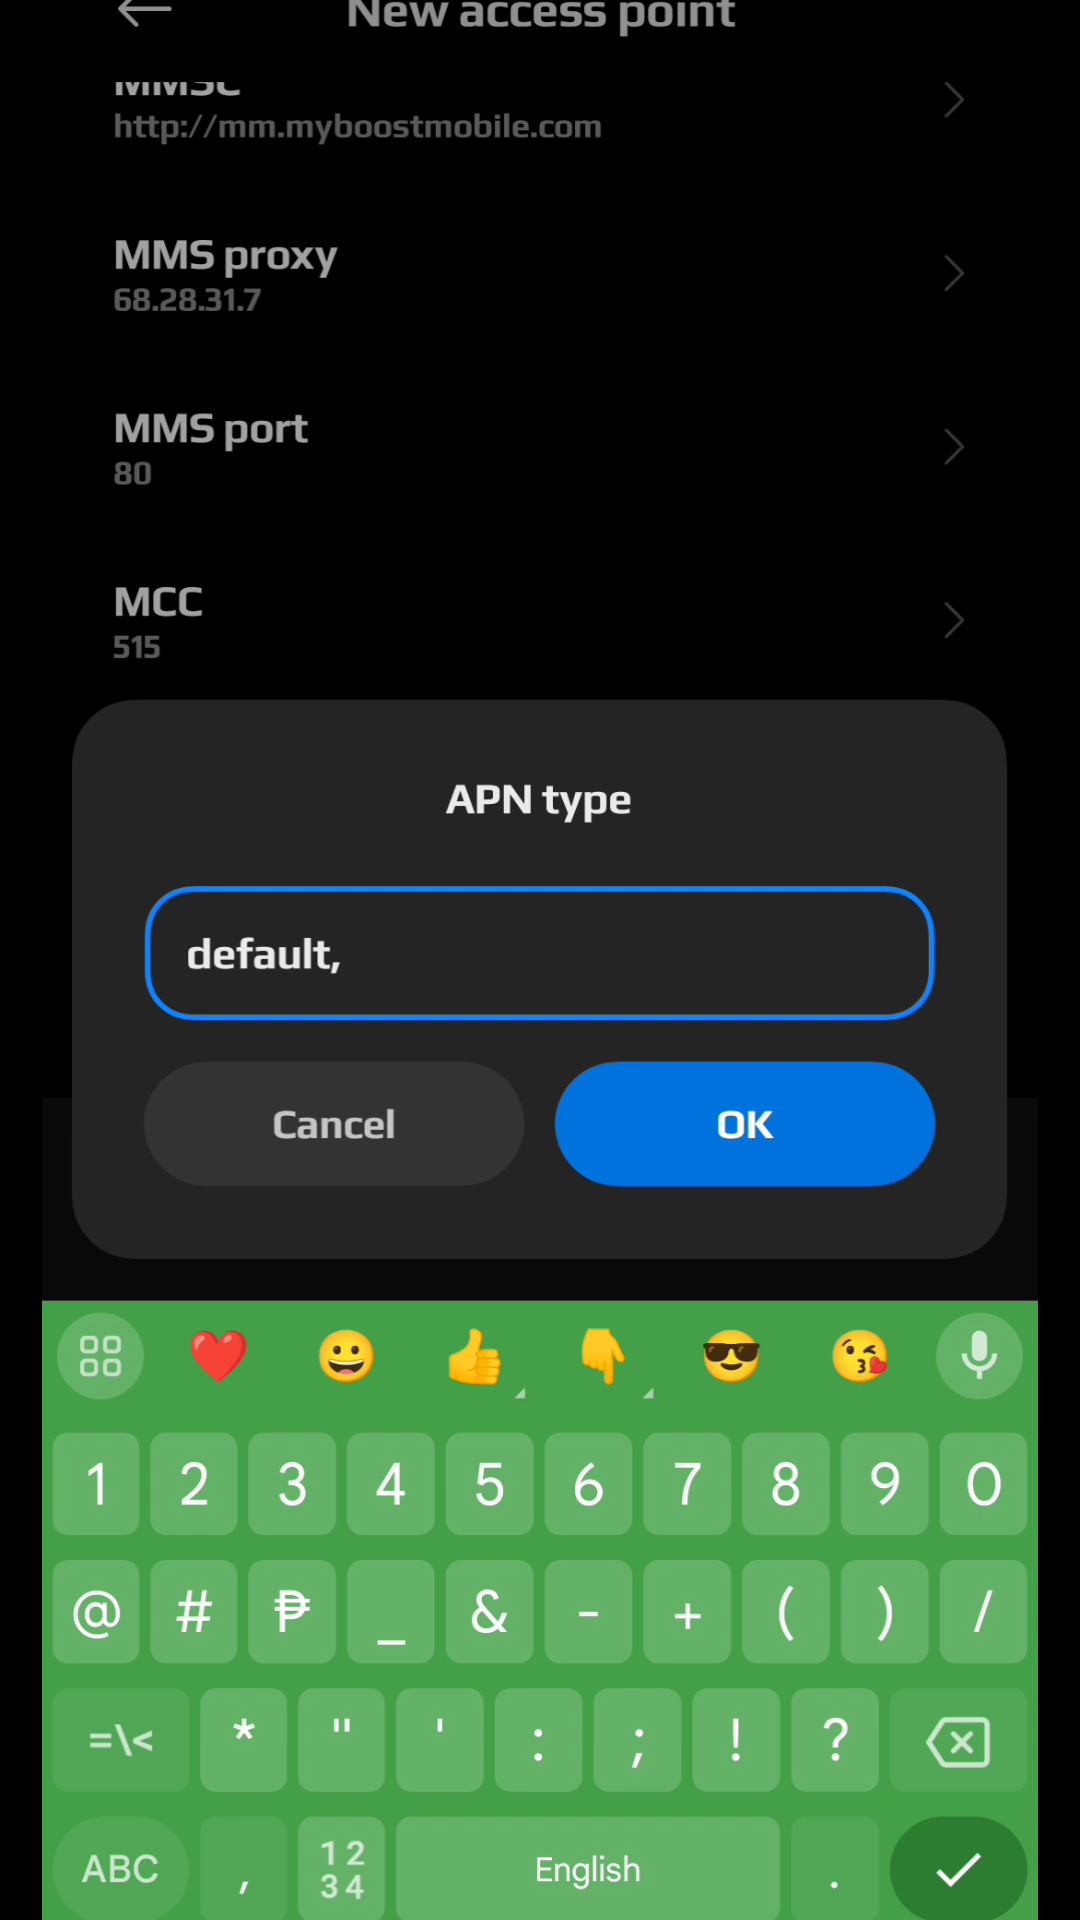 New access point
MMSC
http://mm.myboostmobile.com
MMS proxy
68.28.31.7
MMS port
80
MCC
515
APN type
default,
Cancel
OK
1 2 3 4 5 6 7 8 9 0
@ # ₱ _ & - + ( ) /
=\< * " ' : ; ! ?
ABC , 12 34 English .